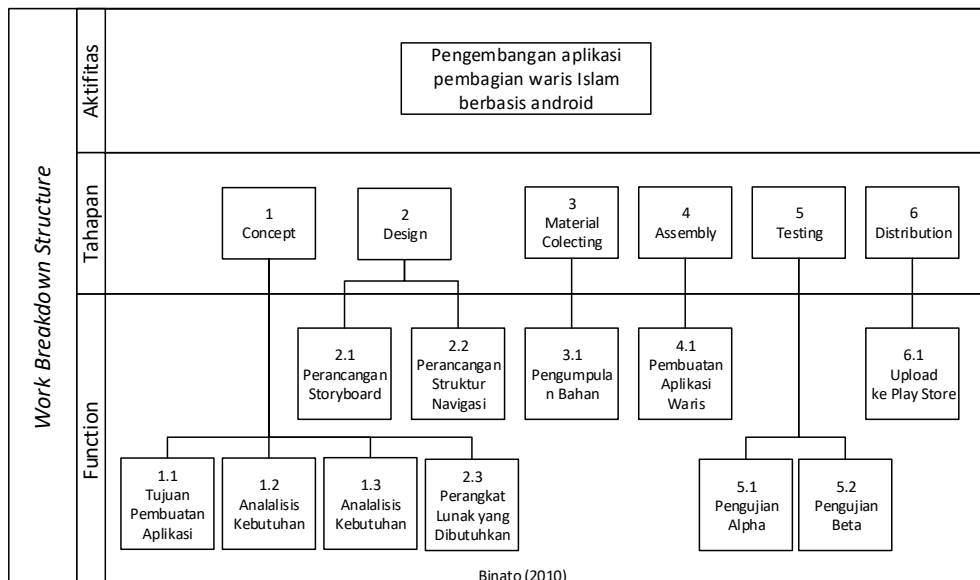 Work Breakdown Structure
Aktifitas
Pengembangan aplikasi
pembagian waris Islam
berbasis android
Tahapan
1
Concept
2
Design
3
Material
Colecting
4
Assembly
5
Testing
6
Distribution
Function
2.1
Perancangan
Storyboard
2.2
Perancangan
Struktur
Navigasi
3.1
Pengumpula
n Bahan
4.1
Pembuatan
Aplikasi
Waris
6.1
Upload
ke Play Store
1.1
Tujuan
Pembuatan
Aplikasi
1.2
Analalisis
Kebutuhan
1.3
Analalisis
Kebutuhan
2.3
Perangkat
Lunak yang
Dibutuhkan
5.1
Pengujian
Alpha
5.2
Pengujian
Beta
Binato (2010)